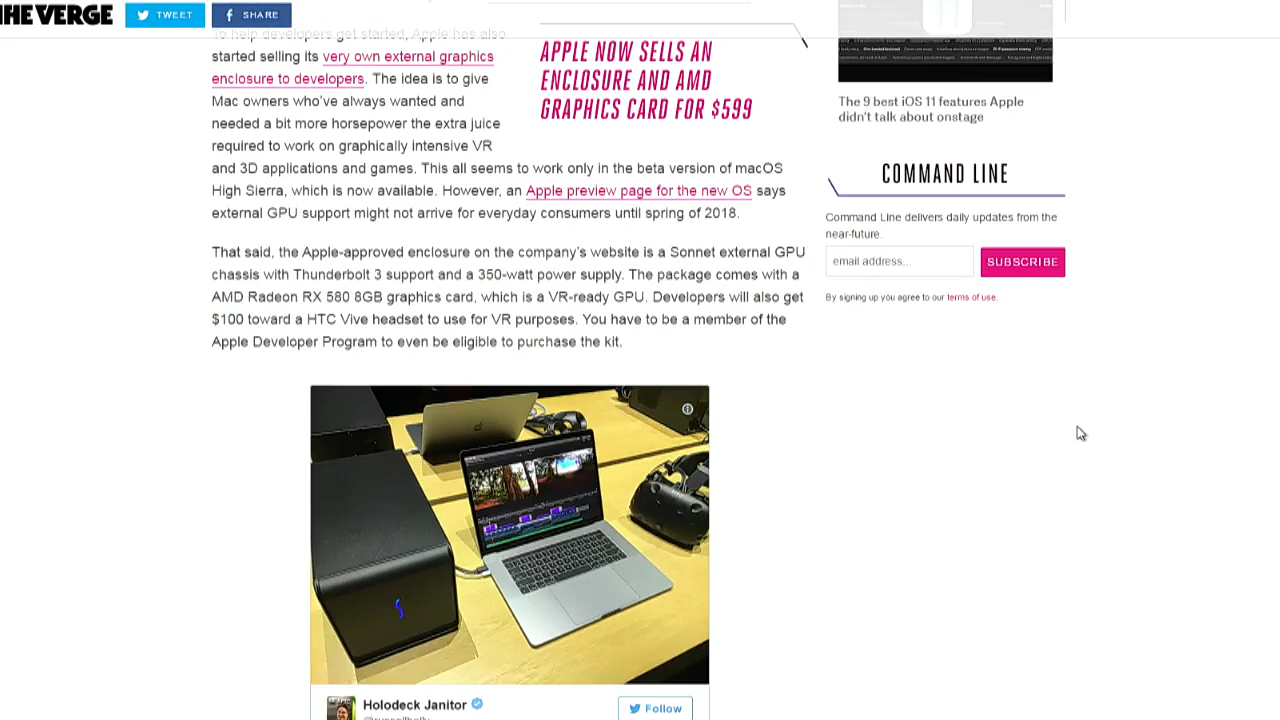 THE VERGE
TWEET
SHARE
To help developers get started, Apple has also
started selling its very own external graphics
enclosure to developers. The idea is to give
Mac owners who've always wanted and
needed a bit more horsepower the extra juice
required to work on graphically intensive VR
and 3D applications and games. This all seems to work only in the beta version of macOS
High Sierra, which is now available. However, an Apple preview page for the new OS says
external GPU support might not arrive for everyday consumers until spring of 2018.
APPLE NOW SELLS AN
ENCLOSURE AND AMD
GRAPHICS CARD FOR $599
That said, the Apple-approved enclosure on the company's website is a Sonnet external GPU
chassis with Thunderbolt 3 support and a 350-watt power supply. The package comes with a
AMD Radeon RX 580 8GB graphics card, which is a VR-ready GPU. Developers will also get
$100 toward a HTC Vive headset to use for VR purposes. You have to be a member of the
Apple Developer Program to even be eligible to purchase the kit.
Holodeck Janitor
Follow
The 9 best iOS 11 features Apple
didn't talk about onstage
COMMAND LINE
Command Line delivers daily updates from the
near-future.
email address...
SUBSCRIBE
By signing up you agree to our terms of use.